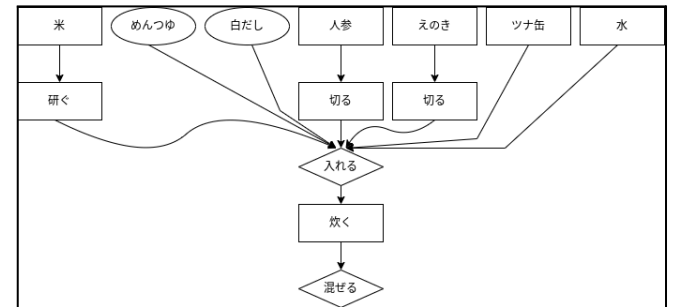 米
めんつゆ
白だし
人参
えのき
ツナ缶
水
研ぐ
切る
切る
入れる
炊く
混ぜる